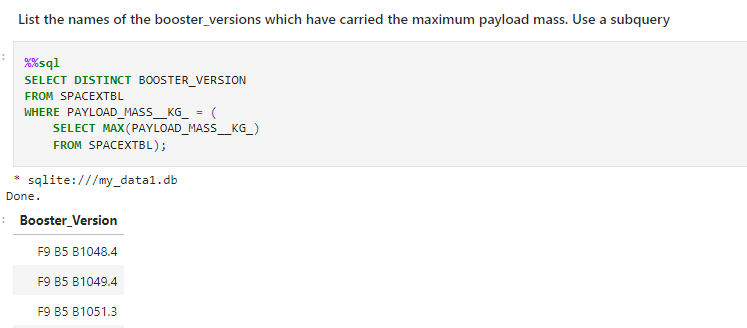 List the names of the booster_versions which have carried the maximum payload mass. Use a subquery
:
%%sql
SELECT DISTINCT BOOSTER_VERSION
FROM SPACEXTBL
WHERE PAYLOAD_MASS__KG_ = (
    SELECT MAX(PAYLOAD_MASS__KG_)
    FROM SPACEXTBL);
* sqlite:///my_data1.db
Done.
: Booster_Version
F9 B5 B1048.4
F9 B5 B1049.4
F9 B5 B1051.3